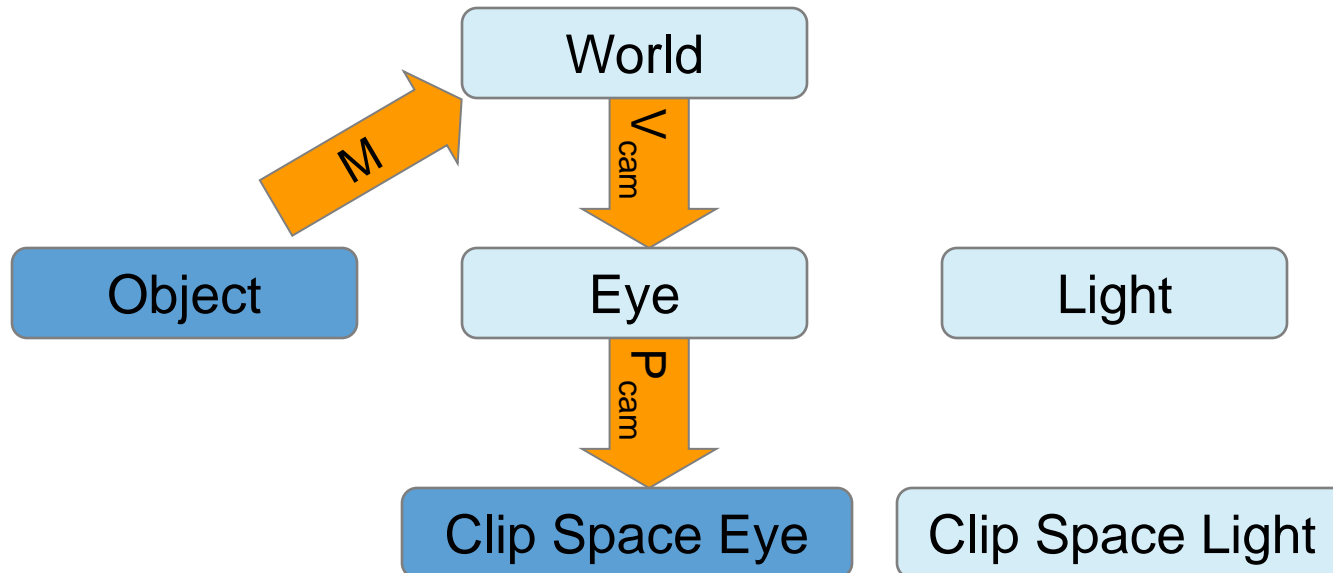 World
M
V cam
Object
Eye
Light
P cam
Clip Space Eye
Clip Space Light